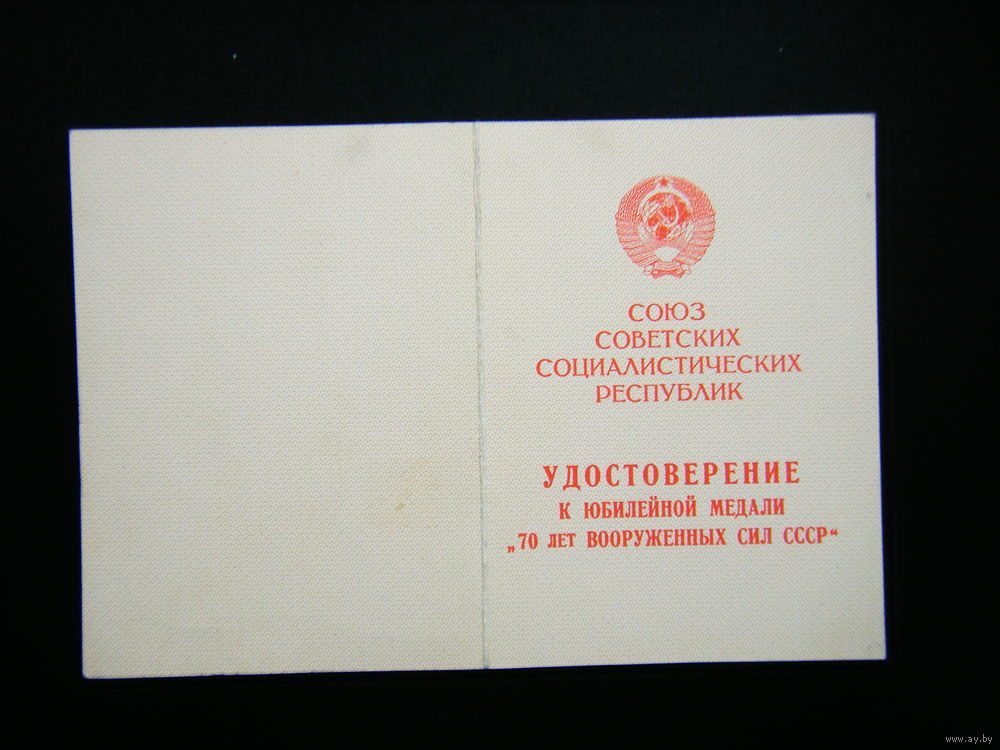 СОЮЗ
СОВЕТСКИХ
СОЦИАЛИСТИЧЕСКИХ
РЕСПУБЛИК
УДОСТОВЕРЕНИЕ
К ЮБИЛЕЙНОЙ МЕДАЛИ
„70 ЛЕТ ВООРУЖЕННЫХ СИЛ СССР“
www.ay.by